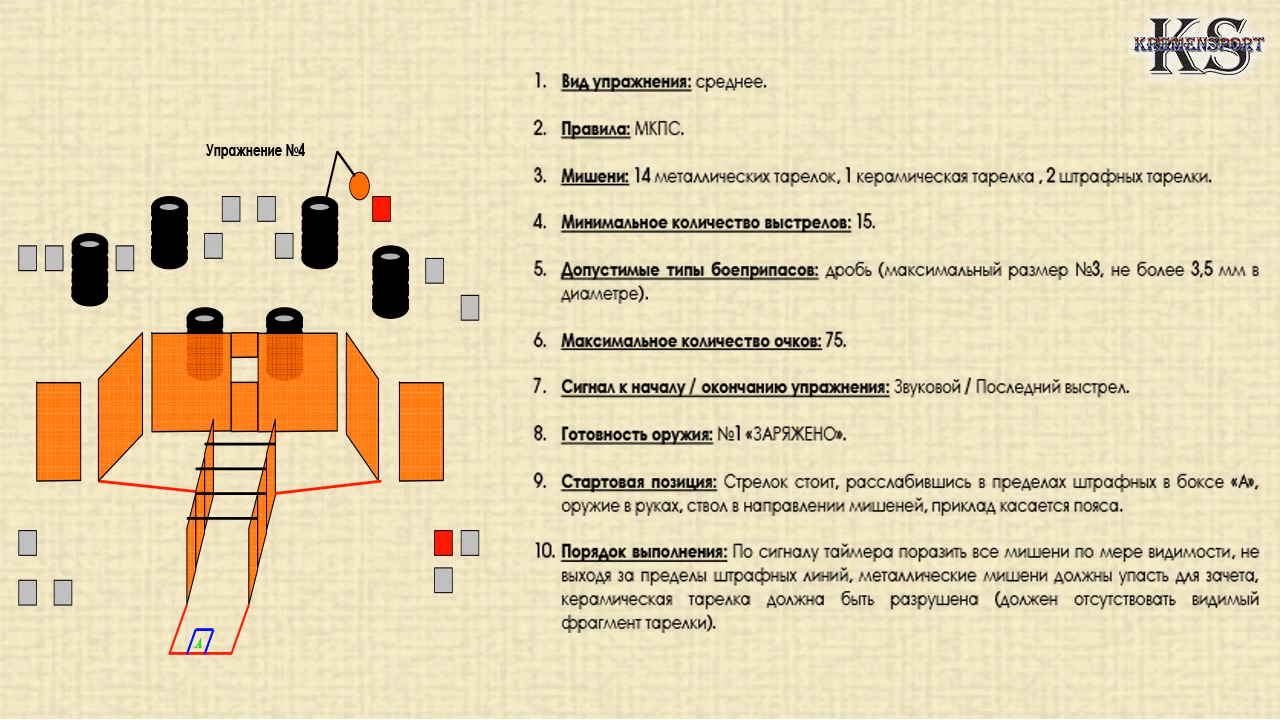 KS
KREMENSPORT
Упражнение №4
А
1. Вид упражнения: среднее.
2. Правила: МКПС.
3. Мишени: 14 металлических тарелок, 1 керамическая тарелка , 2 штрафных тарелки.
4. Минимальное количество выстрелов: 15.
5. Допустимые типы боеприпасов: дробь (максимальный размер №3, не более 3,5 мм в
диаметре).
6. Максимальное количество очков: 75.
7. Сигнал к началу / окончанию упражнения: Звуковой / Последний выстрел.
8. Готовность оружия: №1 «ЗАРЯЖЕНО».
9. Стартовая позиция: Стрелок стоит, расслабившись в пределах штрафных в боксе «А»,
оружие в руках, ствол в направлении мишеней, приклад касается пояса.
10. Порядок выполнения: По сигналу таймера поразить все мишени по мере видимости, не
выходя за пределы штрафных линий, металлические мишени должны упасть для зачета,
керамическая тарелка должна быть разрушена (должен отсутствовать видимый
фрагмент тарелки).